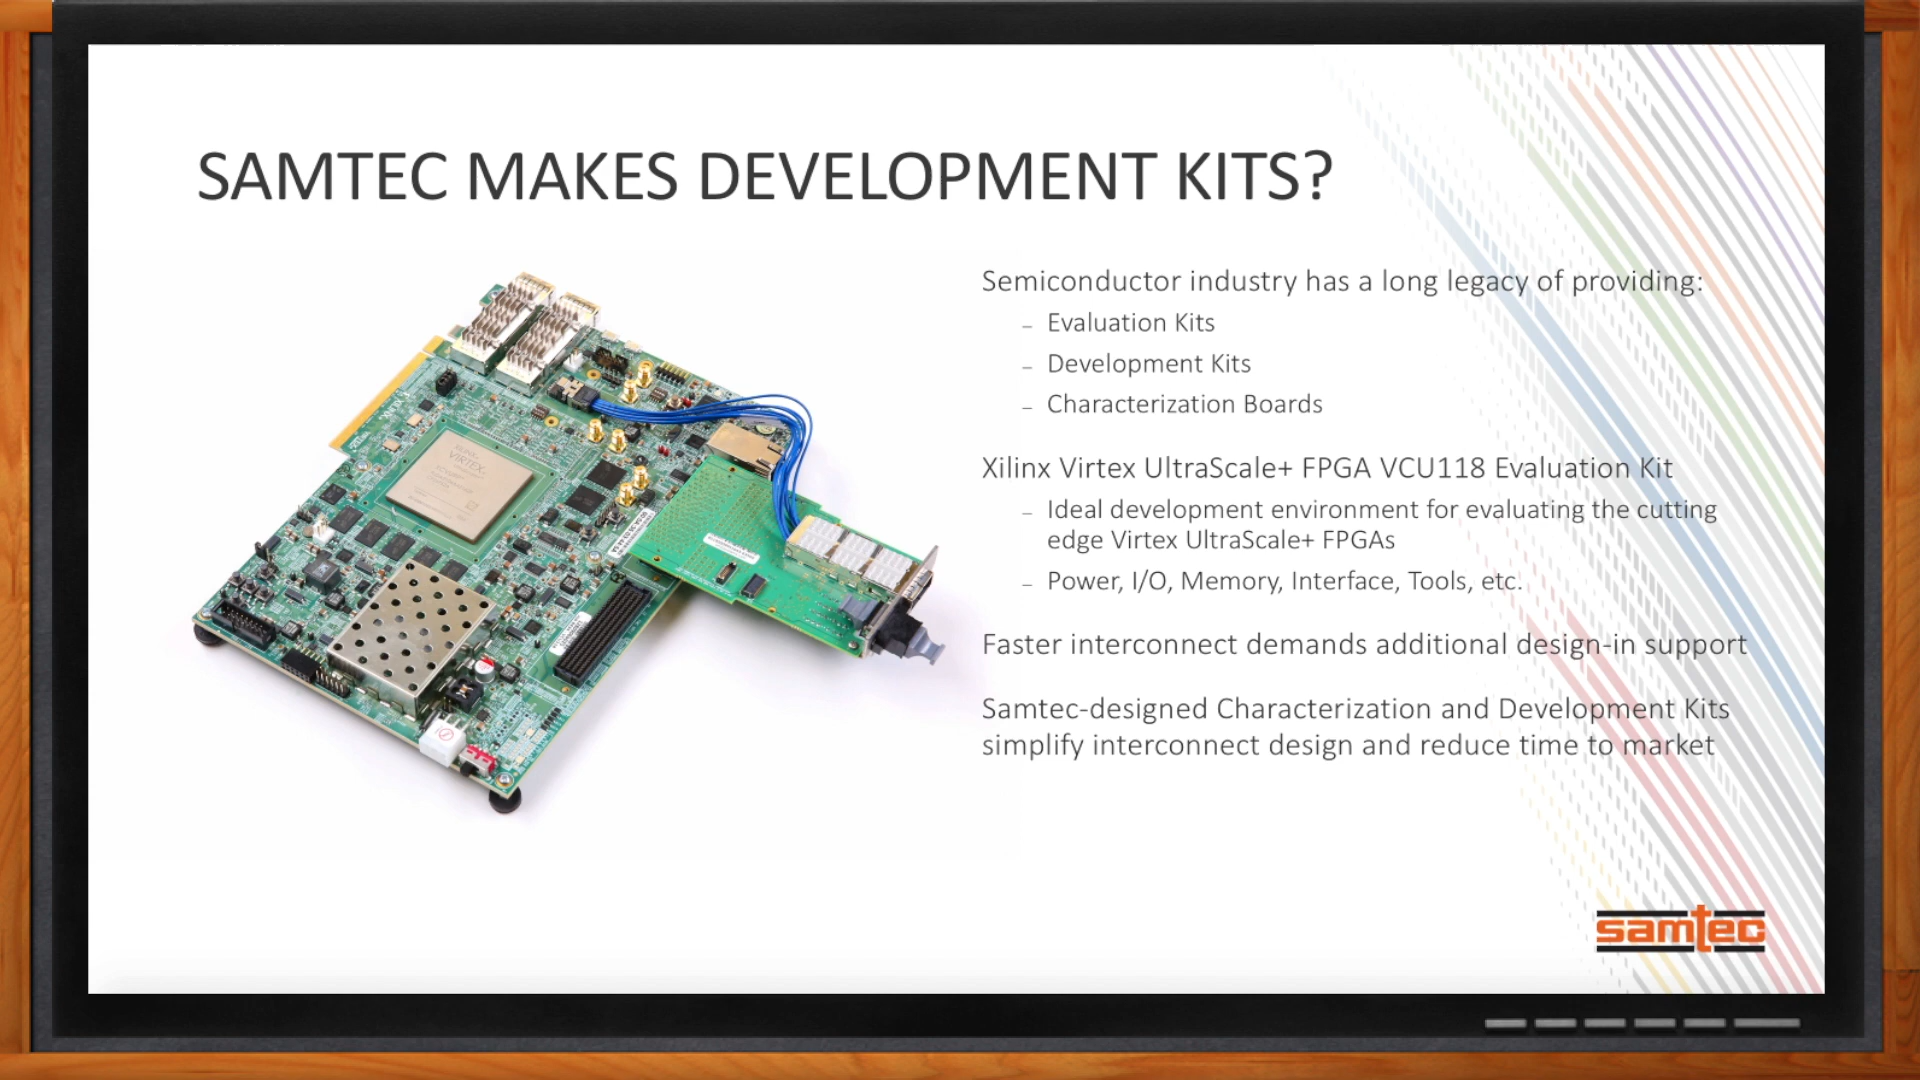 SAMTEC MAKES DEVELOPMENT KITS?
Semiconductor industry has a long legacy of providing:
– Evaluation Kits
– Development Kits
– Characterization Boards
Xilinx Virtex UltraScale+ FPGA VCU118 Evaluation Kit
– Ideal development environment for evaluating the cutting
edge Virtex UltraScale+ FPGAs
– Power, I/O, Memory, Interface, Tools, etc.
Faster interconnect demands additional design-in support
Samtec-designed Characterization and Development Kits
simplify interconnect design and reduce time to market
XILINX
VIRTEX
samtec